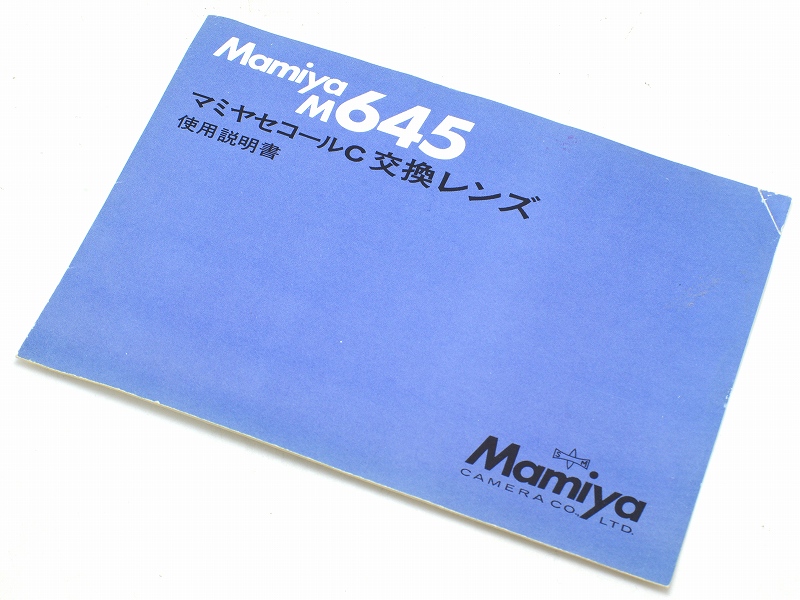 Mamiya
M645
マミヤセコールC 交換レンズ
使用説明書
S M
Mamiya
CAMERA CO., LTD.